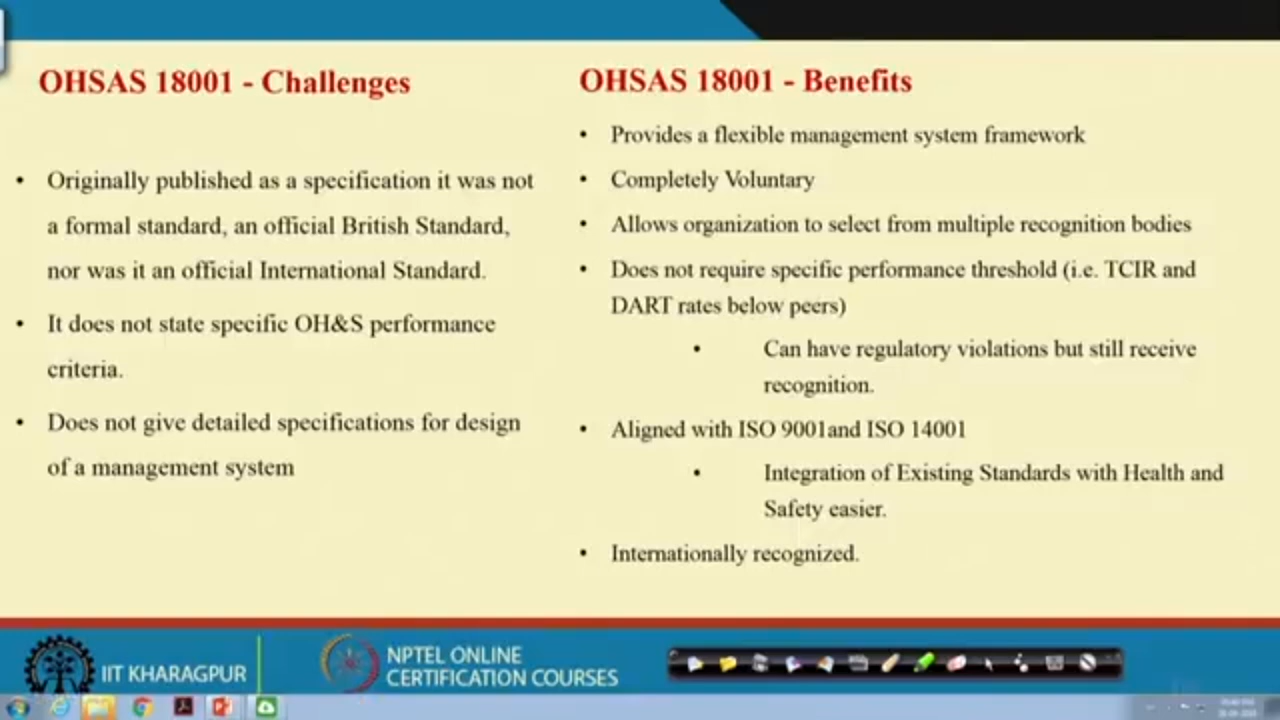 OHSAS 18001 - Challenges
• Originally published as a specification it was not
a formal standard, an official British Standard,
nor was it an official International Standard.
• It does not state specific OH&S performance
criteria.
• Does not give detailed specifications for design
of a management system
OHSAS 18001 - Benefits
• Provides a flexible management system framework
• Completely Voluntary
• Allows organization to select from multiple recognition bodies
• Does not require specific performance threshold (i.e. TCIR and
DART rates below peers)
• Can have regulatory violations but still receive
recognition.
• Aligned with ISO 9001and ISO 14001
• Integration of Existing Standards with Health and
Safety easier.
• Internationally recognized.
IIT KHARAGPUR
NPTEL ONLINE
CERTIFICATION COURSES